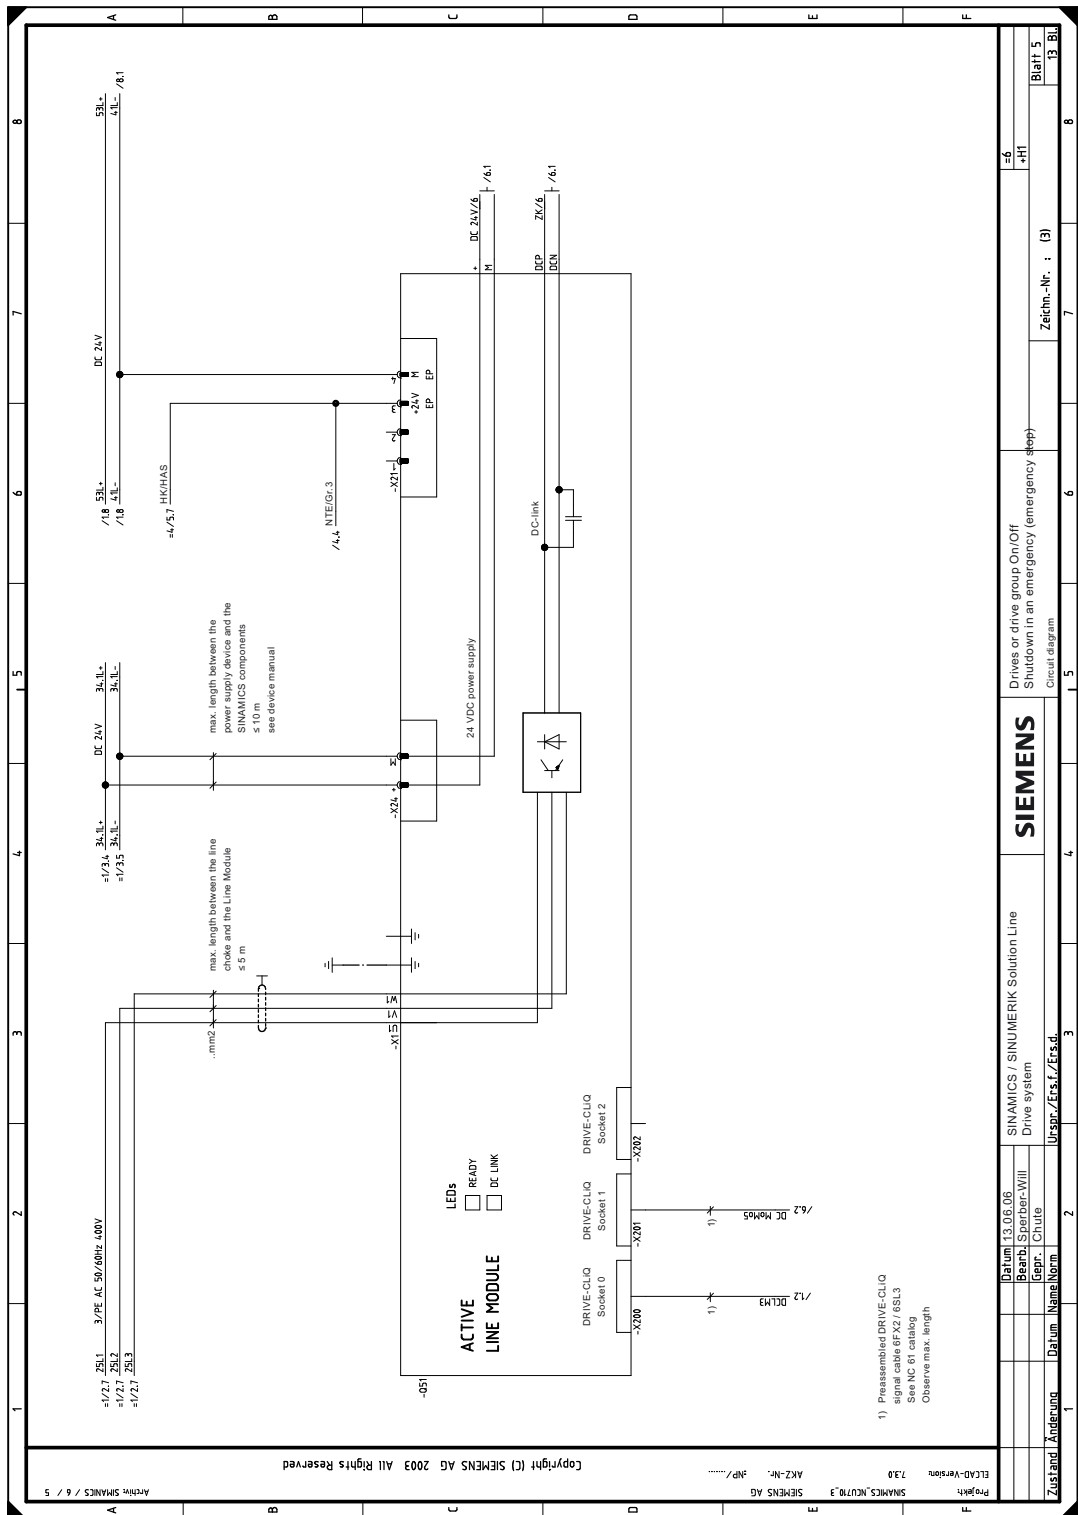 1 2 3 4 5 6 7 8
A
B
C
D
E
F
=1/2.7 25L1
=1/2.7 25L2
=1/2.7 25L3
3/PE AC 50/60Hz 400V
=1/3.4 34.1L+
=1/3.5 34.1L-
DC 24V
34.1L+
34.1L-
/1.8 53L+
/1.8 41L-
DC 24V
53L+
41L- /8.1
=4/5.7 HK/HAS
/4.4 NTE/Gr.3
..mm2
max. length between the line
choke and the Line Module
≤ 5 m
max. length between the
power supply device and the
SINAMICS components
≤ 10 m
see device manual
-Q51
-X1 U1 V1 W1
-X24 + M
-X21 1 2 3 4
+24V M
EP EP
24 VDC power supply
DC 24V/6
+
M
/6.1
DC-link
DCP
DCN
ZK/6
/6.1
ACTIVE
LINE MODULE
LEDs
READY
DC LINK
DRIVE-CLiQ
Socket 0
DRIVE-CLiQ
Socket 1
DRIVE-CLiQ
Socket 2
-X200
-X201
-X202
1)
DCLM3
/1.2
1)
DC MoMo5
/6.2
1) Preassembled DRIVE-CLiQ
signal cable 6FX2 / 6SL3
See NC 61 catalog
Observe max. length
Archiv: SIMANICS / 6 / 5
Copyright (C) SIEMENS AG 2003 All Rights Reserved
Projekt: SINAMICS_NCU710_3 SIEMENS AG
ELCAD-Version: 7.3.0 AKZ-Nr. :NP/........
Zustand Änderung Datum Name Norm
Datum 13.06.06
Bearb. Sperber-Will
Gepr. Chute
SINAMICS / SINUMERIK Solution Line
Drive system
Urspr./Ers.f./Ers.d.
SIEMENS
Drives or drive group On/Off
Shutdown in an emergency (emergency stop)
Circuit diagram
Zeichn.-Nr. : (3)
=6
+H1
Blatt 5
13 Bl.
1 2 3 4 5 6 7 8
A
B
C
D
E
F